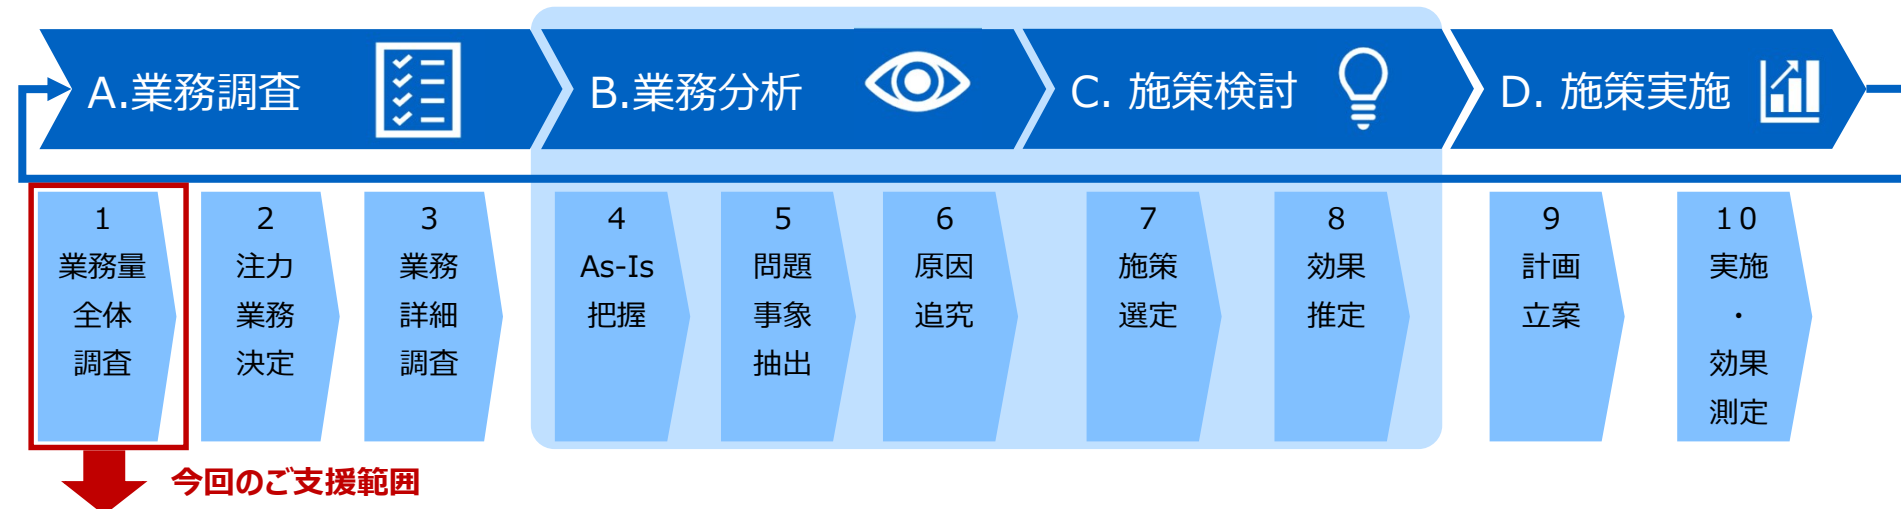 A.業務調査
B.業務分析
C. 施策検討
D. 施策実施
1
業務量
全体
調査
2
注力
業務
決定
3
業務
詳細
調査
4
As-Is
把握
5
問題
事象
抽出
6
原因
追究
7
施策
選定
8
効果
推定
9
計画
立案
10
実施
・
効果
測定
今回のご支援範囲